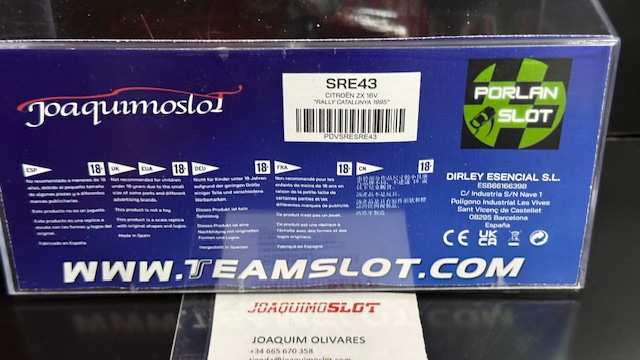 Joaquimoslot
SRE43
CITROËN ZX 16V
"RALLY CATALUNYA 1995"
POVSRESRE43
PORLAN
SLOT
ESP 18+
No recomendado a menores de 18
años, debido al pequeño tamaño
de algunas piezas y a diferentes
marcas publicitarias.
Esto producto no es un juguete.
Este producto es una réplica a
escala con las formas y logos del
original.
Fabricado en España
UK EUA 18+
Not recommended for children
under 18 years due to the small
size of some parts and different
advertising brands.
This product is not a toy
This product is a scale replica
with original shapes and logos.
Made in Spain
DEU 18+
Nicht für Kinder unter 18 Jahren
aufgrund der geringen Größe
einiger Teile und verschiedener
Werbemarken.
Dieses Produkt ist kein
Spielzeug
Dieses Produkt ist eine
Nachbildung mit originalen
Formen und Logos.
Hergestellt in Spanien
FRA 18+
Non recommandé pour les
enfants de moins de 18 ans en
raison de la petite taille de
certaines parties et les
différentes marques publicitaires.
Ce produit n'est pas un jouet.
Ce produit est une réplique à
l'échelle avec des formes et des
logos originaux.
Fabriqué en Espagne
CN 18+
DIRLEY ESENCIAL S.L.
ESB66166398
C/ Industria S/N Nave 1
Polígono Industrial Les Vives
Sant Vicenç de Castellet
08295 Barcelona
España
CE UK CA
WWW.TEAMSLOT.COM
JOAQUIMOSLOT
JOAQUIM OLIVARES
+34 665 670 358
tienda@joaquimoslot.com